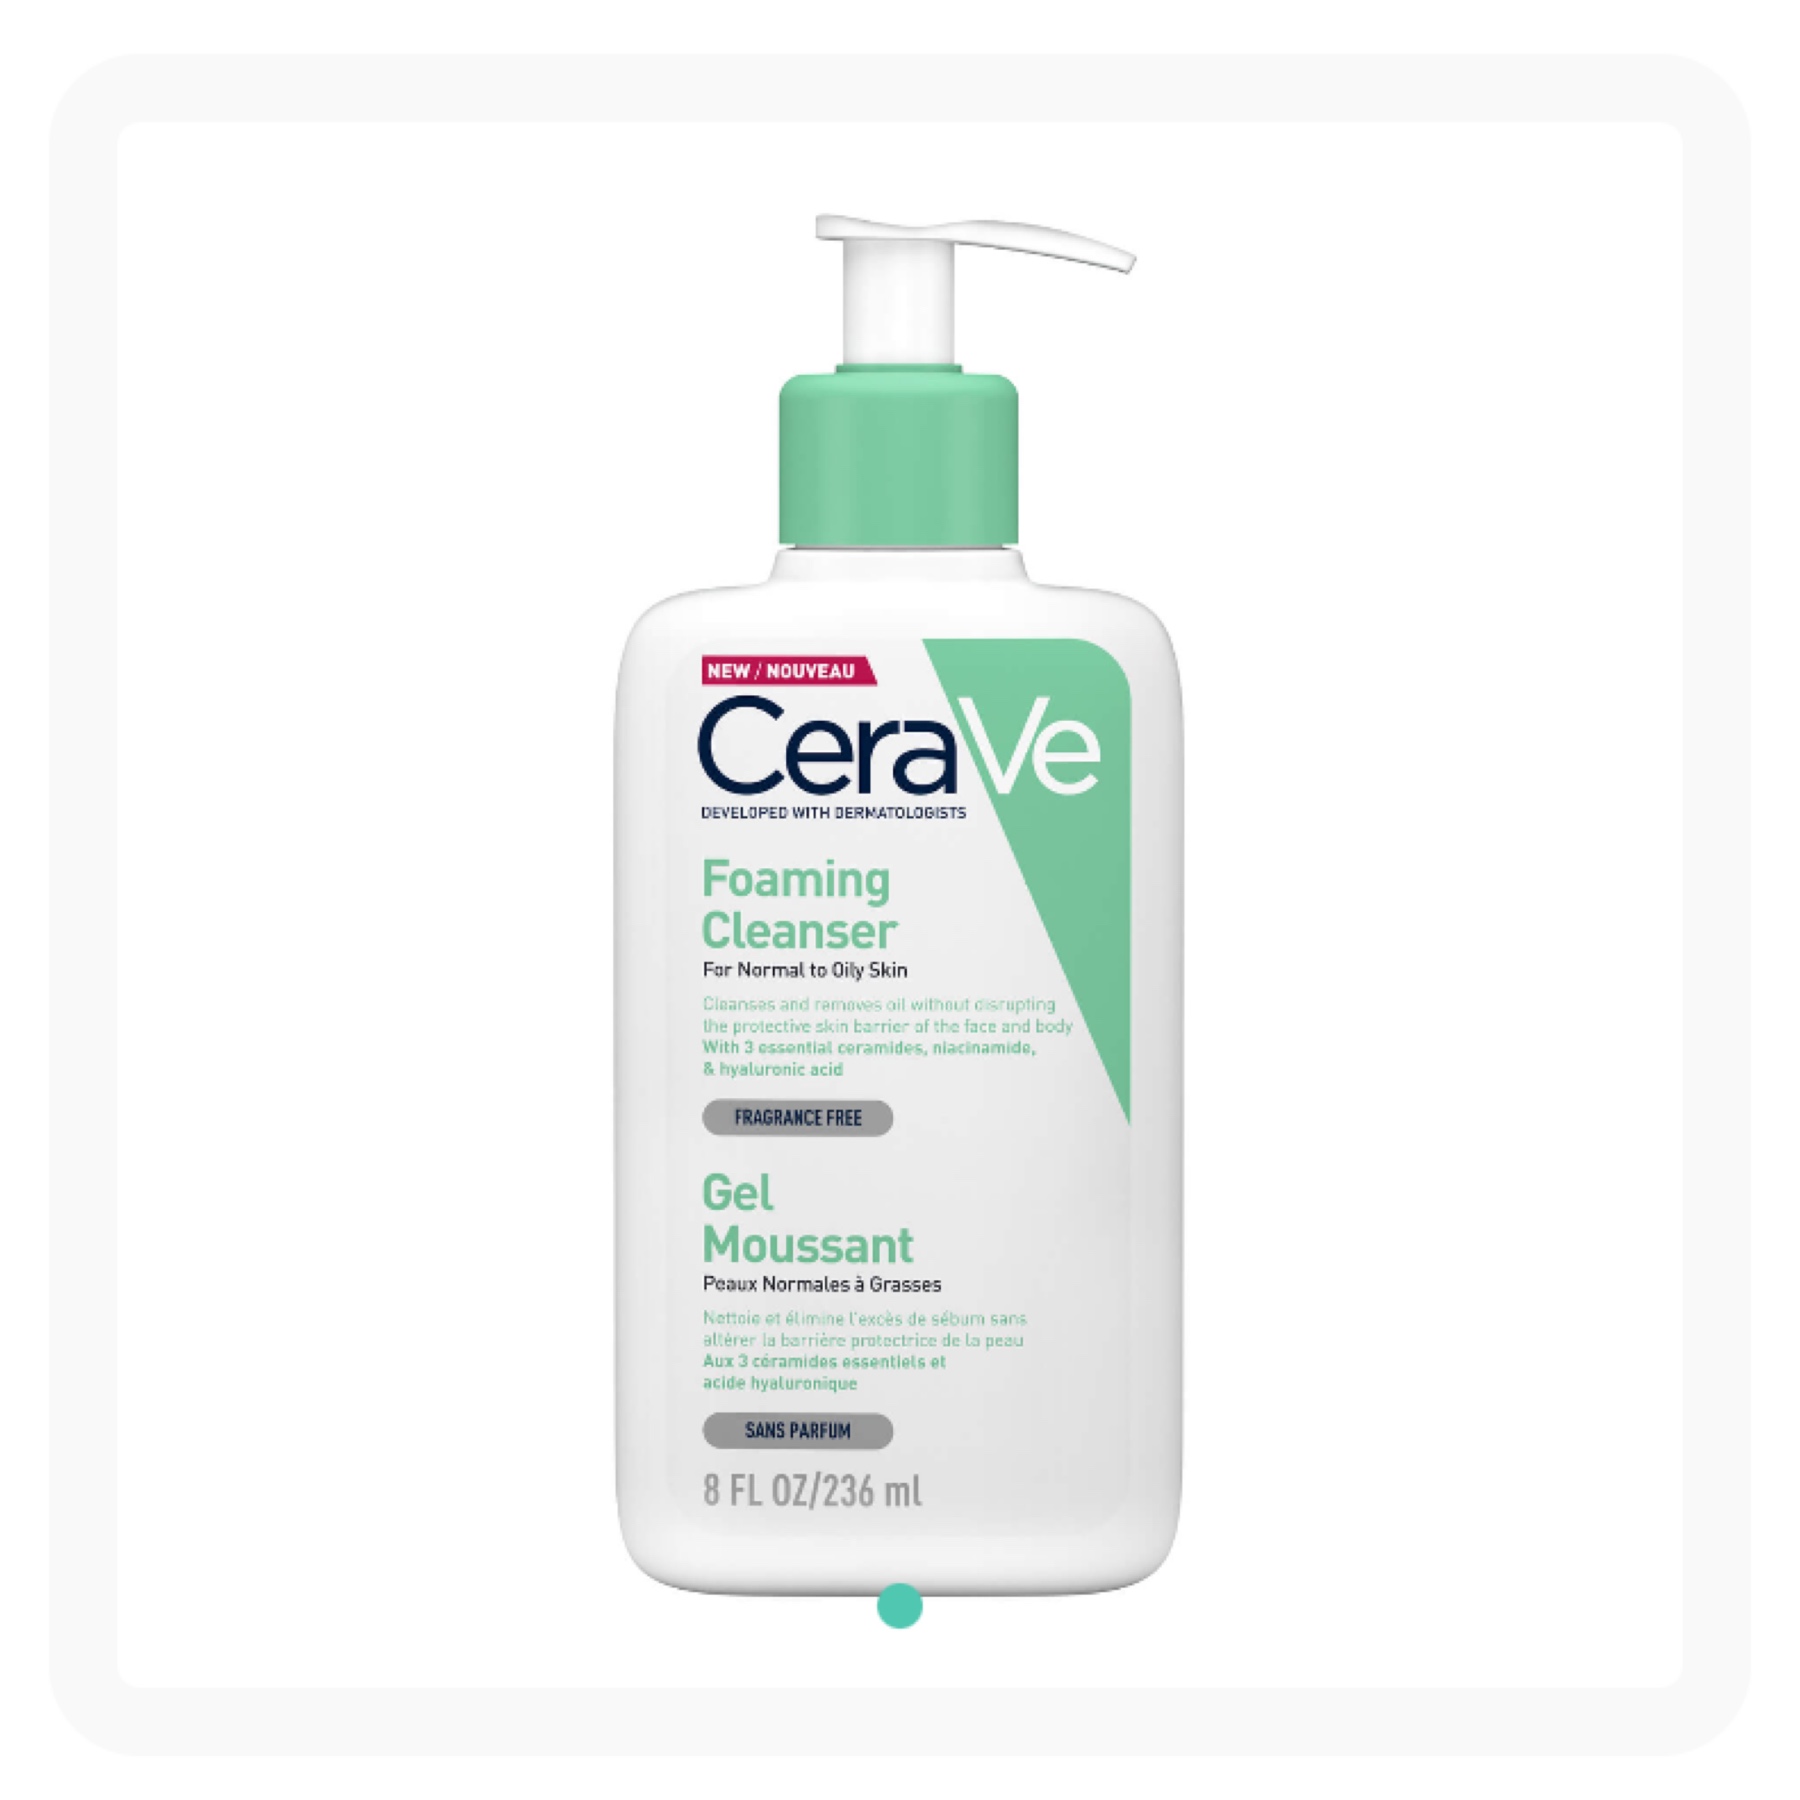 NEW / NOUVEAU
CeraVe
DEVELOPED WITH DERMATOLOGISTS
Foaming
Cleanser
For Normal to Oily Skin
Cleanses and removes oil without disrupting
the protective skin barrier of the face and body
With 3 essential ceramides, niacinamide,
& hyaluronic acid
FRAGRANCE FREE
Gel
Moussant
Peaux Normales à Grasses
Nettoie et élimine l'excès de sébum sans
altérer la barrière protectrice de la peau
Aux 3 céramides essentiels et
acide hyaluronique
SANS PARFUM
8 FL OZ/236 ml